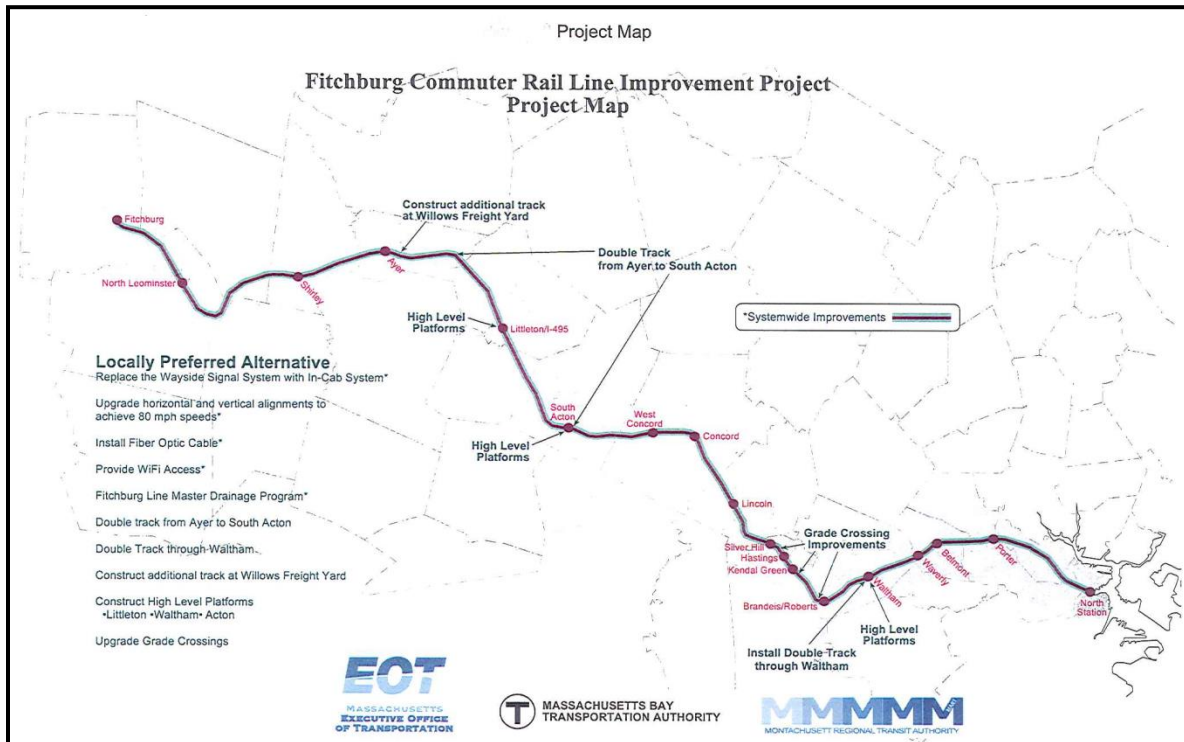 Project Map
Fitchburg Commuter Rail Line Improvement Project
Project Map
Construct additional track
at Willows Freight Yard
Fitchburg
Double Track
from Ayer to South Acton
Ayer
North Leominster
Shirley
High Level
Platforms
Littleton/I-495
*Systemwide Improvements
Locally Preferred Alternative
Replace the Wayside Signal System with In-Cab System*
Upgrade horizontal and vertical alignments to
achieve 80 mph speeds*
Install Fiber Optic Cable*
Provide WiFi Access*
Fitchburg Line Master Drainage Program*
Double track from Ayer to South Acton
Double Track through Waltham
Construct additional track at Willows Freight Yard
Construct High Level Platforms
•Littleton •Waltham• Acton
Upgrade Grade Crossings
South
Acton
High Level
Platforms
West
Concord
Concord
Lincoln
Silver Hill
Hastings
Kendal Green
Grade Crossing
Improvements
Brandeis/Roberts
Waltham
Waverly
Belmont
Porter
North
Station
High Level
Platforms
Install Double Track
through Waltham
EOT
MASSACHUSETTS
EXECUTIVE OFFICE
OF TRANSPORTATION
T
MASSACHUSETTS BAY
TRANSPORTATION AUTHORITY
MMMMM
MONTACHUSETT REGIONAL TRANSIT AUTHORITY